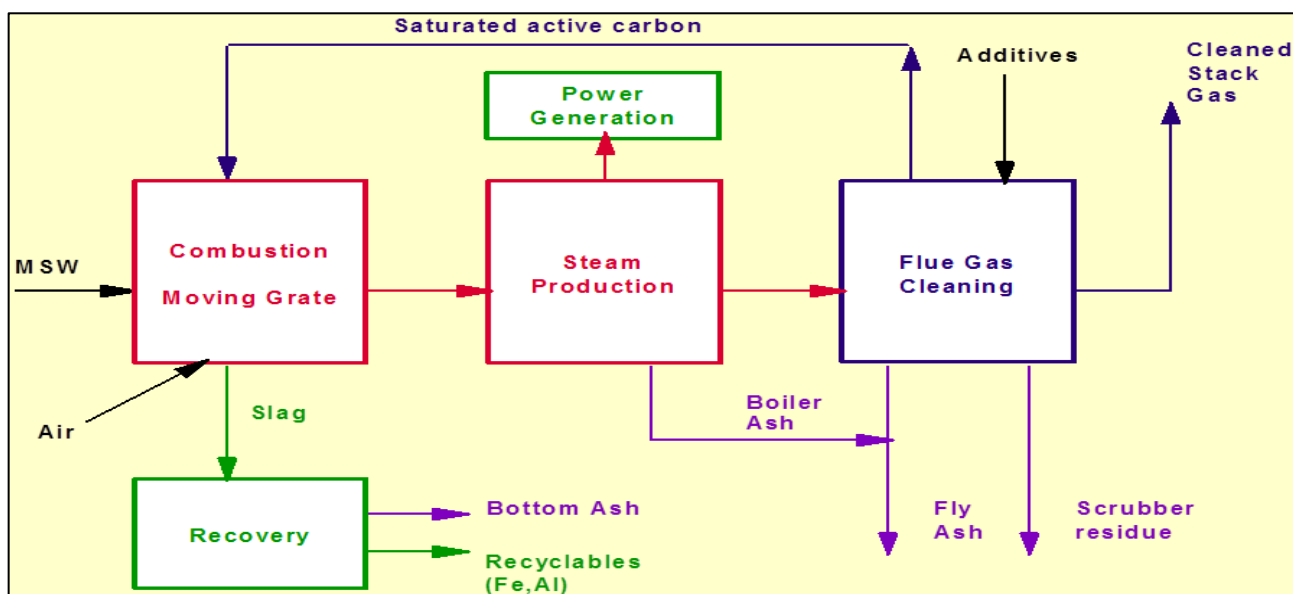 Saturated active carbon
Additives
Cleaned
Stack
Gas
Power
Generation
MSW
Combustion
Moving Grate
Steam
Production
Flue Gas
Cleaning
Air
Slag
Boiler
Ash
Recovery
Bottom Ash
Recyclables
(Fe,Al)
Fly
Ash
Scrubber
residue